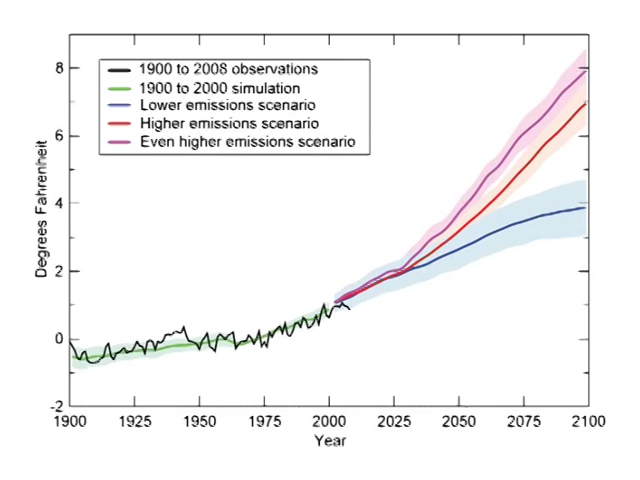 1900 to 2008 observations
1900 to 2000 simulation
Lower emissions scenario
Higher emissions scenario
Even higher emissions scenario
Degrees Fahrenheit
8
6
4
2
0
-2
1900 1925 1950 1975 2000 2025 2050 2075 2100
Year